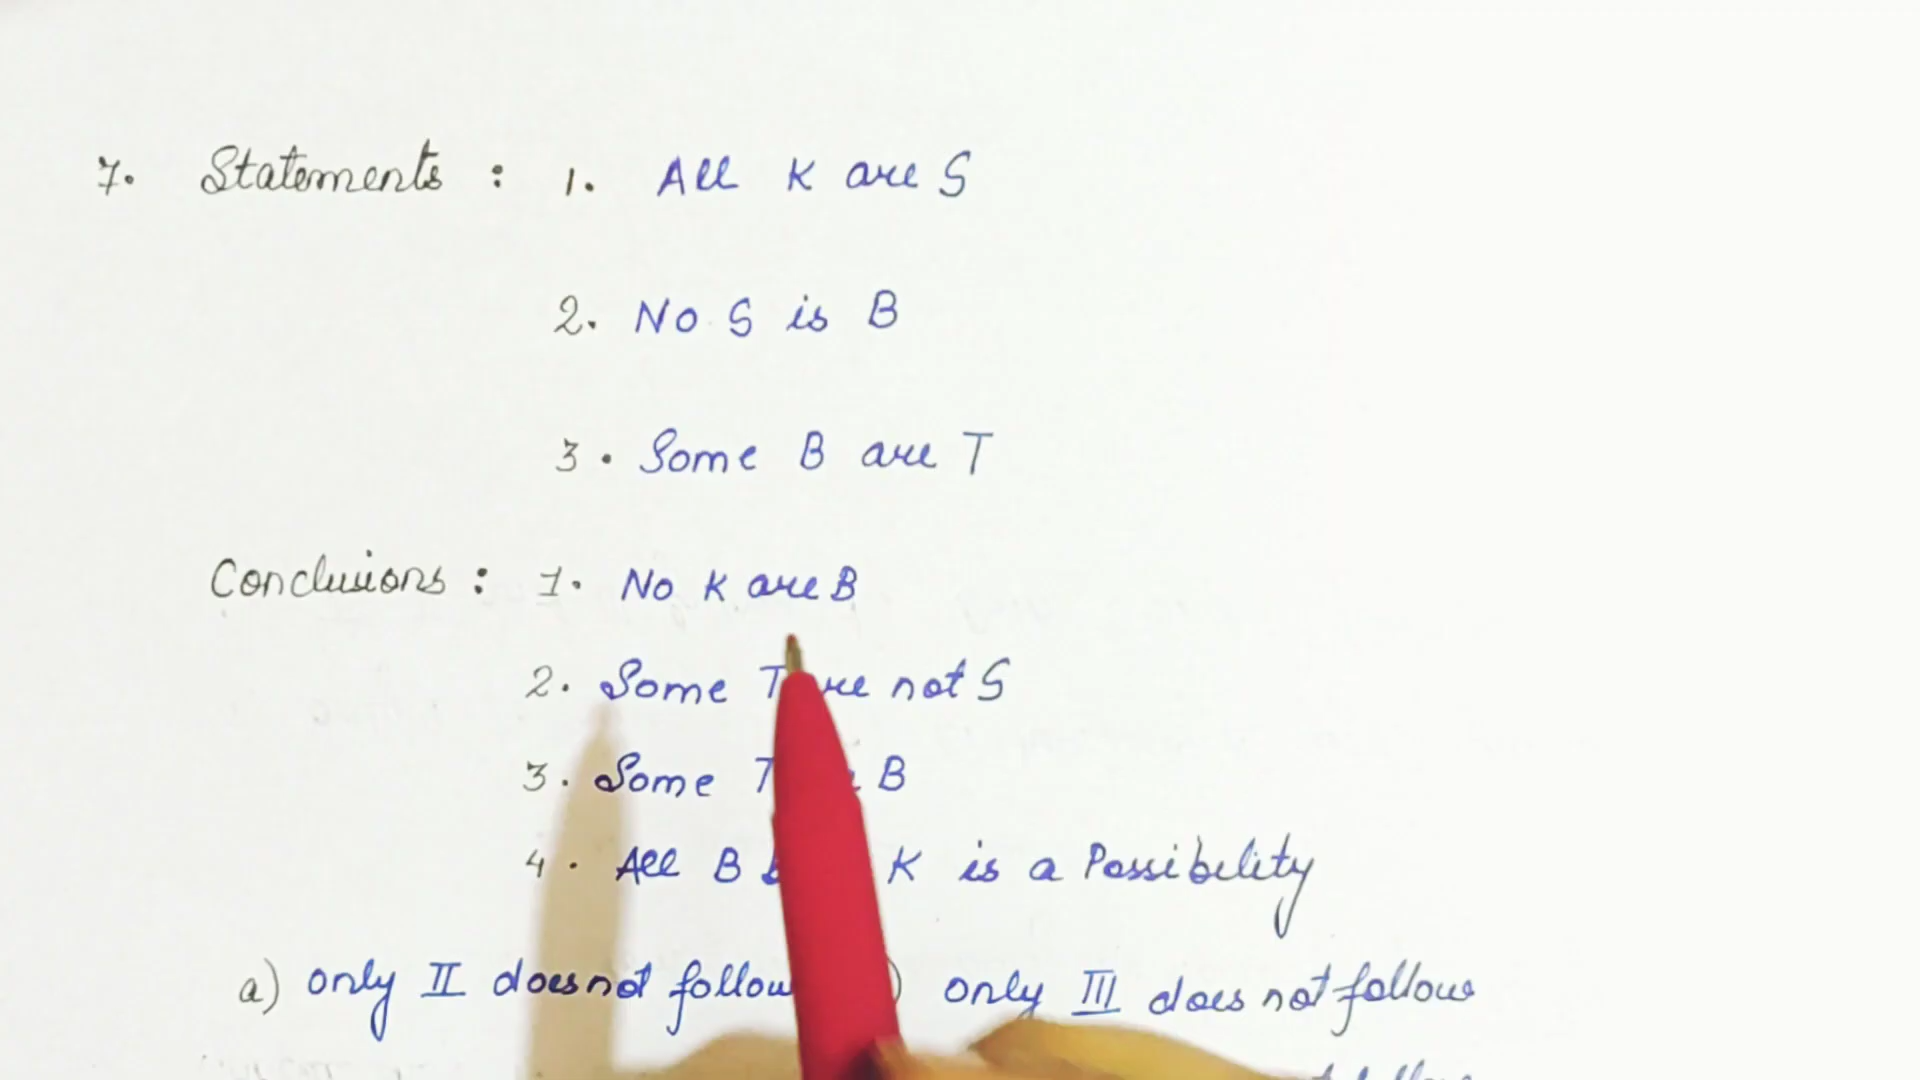 7. Statements : 1. All K are S
2. No S is B
3. Some B are T
Conclusions : 1. No K are B
2. Some T are not S
3. Some T B
4. All B K is a Possibility
a) only II does not follow ) only III does not follow